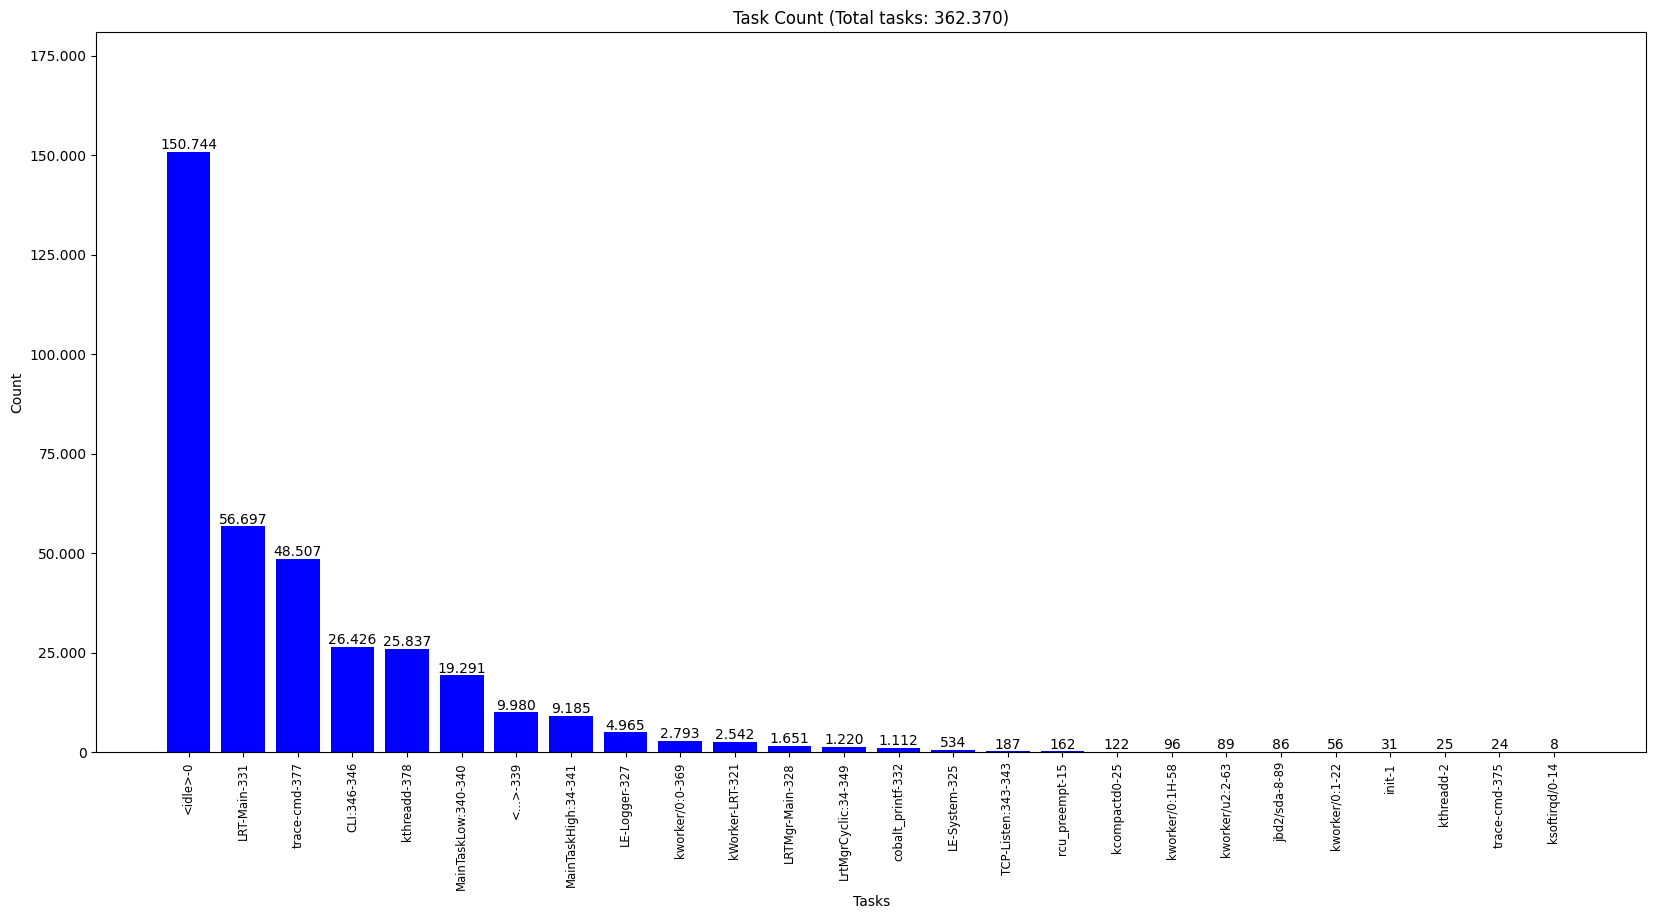 Task Count (Total tasks: 362.370)
175.000
150.000
125.000
100.000
75.000
50.000
25.000
0
Count
150.744
56.697
48.507
26.426
25.837
19.291
9.980
9.185
4.965
2.793
2.542
1.651
1.220
1.112
534
187
162
122
96
89
86
56
31
25
24
8
<idle>-0
LRT-Main-331
trace-cmd-377
CLI:346-346
kthreadd-378
MainTaskLow:340-340
<...>-339
MainTaskHigh:34-341
LE-Logger-327
kworker/0:0-369
kWorker-LRT-321
LRTMgr-Main-328
LrtMgrCyclic:34-349
cobalt_printf-332
LE-System-325
TCP-Listen:343-343
rcu_preempt-15
kcompactd0-25
kworker/0:1H-58
kworker/u2:2-63
jbd2/sda-8-89
kworker/0:1-22
init-1
kthreadd-2
trace-cmd-375
ksoftirqd/0-14
Tasks